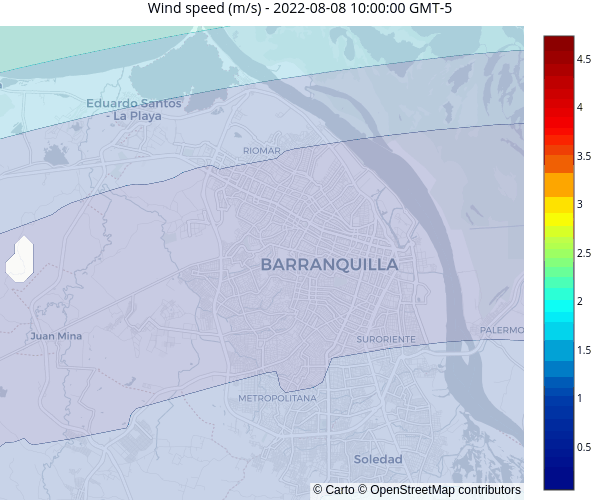 Wind speed (m/s) - 2022-08-08 10:00:00 GMT-5
Eduardo Santos
- La Playa
RIOMAR
BARRANQUILLA
Juan Mina
SURORIENTE
PALERMO
METROPOLITANA
Soledad
4.5
4
3.5
3
2.5
2
1.5
1
0.5
© Carto © OpenStreetMap contributors